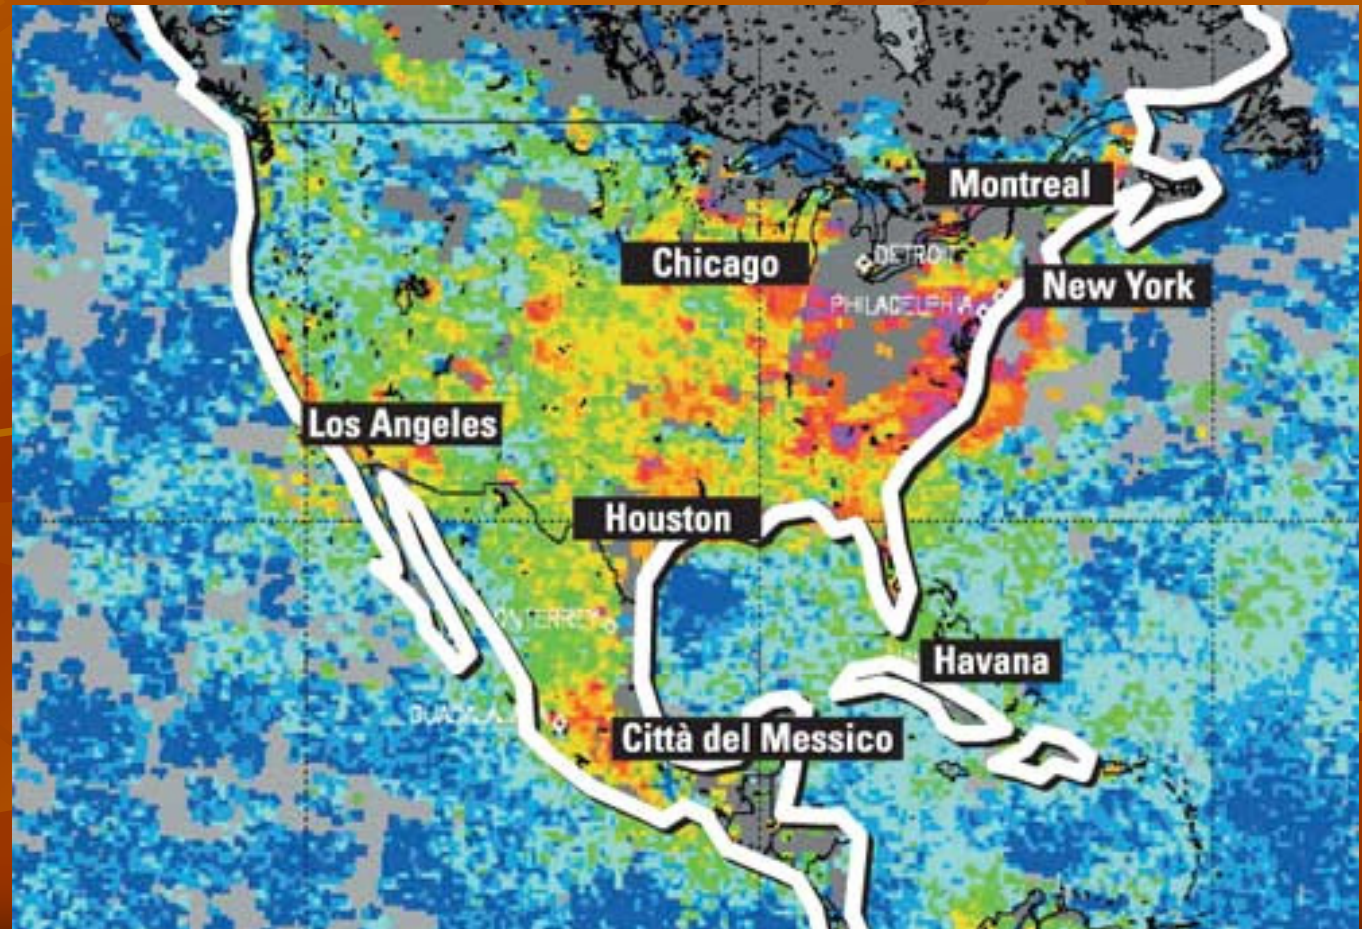 Montreal
DETROIT
Chicago
New York
PHILADELPHIA
Los Angeles
Houston
Havana
Città del Messico